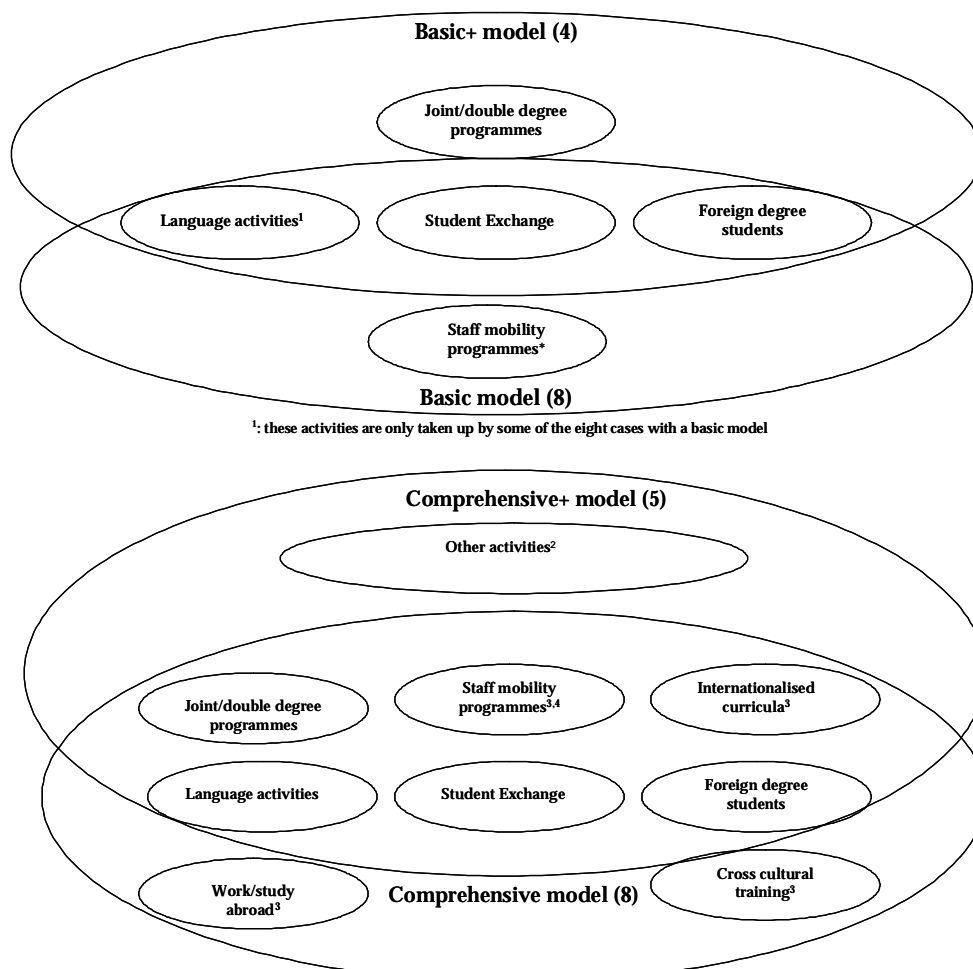 Basic+ model (4)
Joint/double degree
programmes
Language activities¹
Student Exchange
Foreign degree
students
Staff mobility
programmes*
Basic model (8)
¹: these activities are only taken up by some of the eight cases with a basic model
Comprehensive+ model (5)
Other activities²
Joint/double degree
programmes
Staff mobility
programmes³,⁴
Internationalised
curricula³
Language activities
Student Exchange
Foreign degree
students
Work/study
abroad³
Comprehensive model (8)
Cross cultural
training³